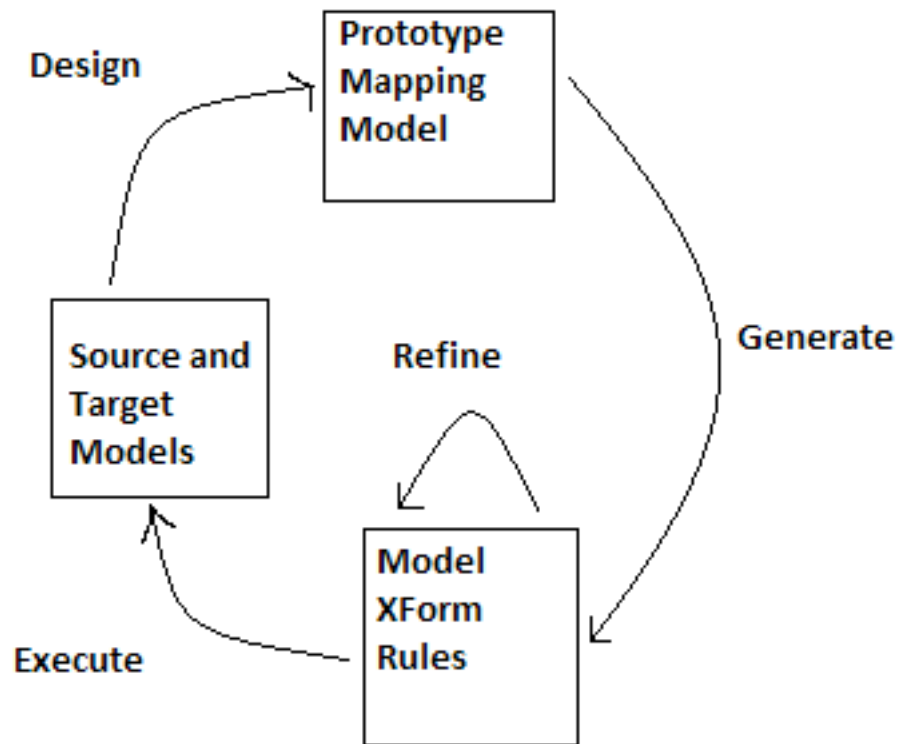 Design
Prototype
Mapping
Model
Source and
Target
Models
Refine
Generate
Model
XForm
Rules
Execute